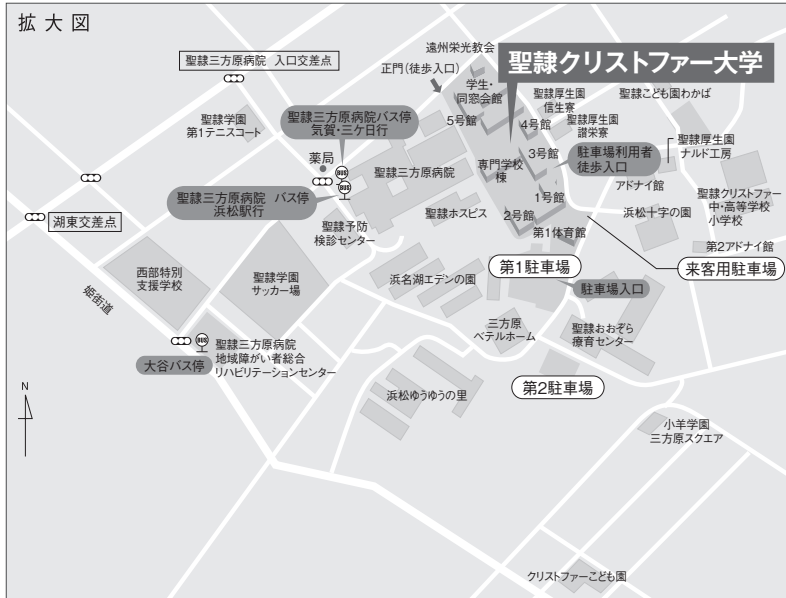 拡大図
聖隷三方原病院 入口交差点
遠州栄光教会
正門(徒歩入口)
聖隷クリストファー大学
学生・
同窓会館
聖隷学園
第1テニスコート
聖隷三方原病院バス停
気賀・三ケ日行
5号館
4号館
聖隷厚生園
信生寮
聖隷こども園わかば
聖隷厚生園
讃栄寮
薬局
BUS
BUS
聖隷三方原病院
専門学校
棟
3号館
駐車場利用者
徒歩入口
聖隷厚生園
ナルド工房
アドナイ館
聖隷三方原病院 バス停
浜松駅行
1号館
2号館
聖隷ホスピス
浜松十字の園
聖隷クリストファー
中・高等学校
小学校
湖東交差点
聖隷予防
検診センター
第1体育館
第2アドナイ館
西部特別
支援学校
聖隷学園
サッカー場
浜名湖エデンの園
第1駐車場
来客用駐車場
駐車場入口
姫街道
三方原
ベテルホーム
聖隷おおぞら
療育センター
BUS
大谷バス停
聖隷三方原病院
地域障がい者総合
リハビリテーションセンター
第2駐車場
浜松ゆうゆうの里
N
小羊学園
三方原スクエア
クリストファーこども園